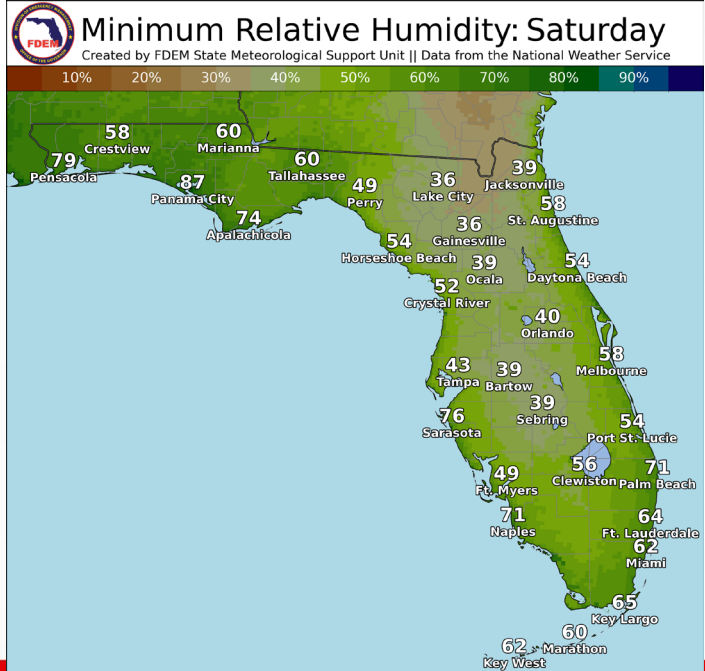 Minimum Relative Humidity: Saturday
Created by FDEM State Meteorological Support Unit || Data from the National Weather Service
FDEM
10% 20% 30% 40% 50% 60% 70% 80% 90%
58
Crestview
60
Marianna
79
Pensacola
87
Panama City
60
Tallahassee
74
Apalachicola
49
Perry
36
Lake City
39
Jacksonville
58
St. Augustine
36
Gainesville
54
Horseshoe Beach
39
Ocala
54
Daytona Beach
52
Crystal River
40
Orlando
58
Melbourne
43
Tampa
39
Bartow
39
Sebring
76
Sarasota
54
Port St. Lucie
56
Clewiston
71
Palm Beach
49
Ft. Myers
71
Naples
64
Ft. Lauderdale
62
Miami
65
Key Largo
60
Marathon
62
Key West